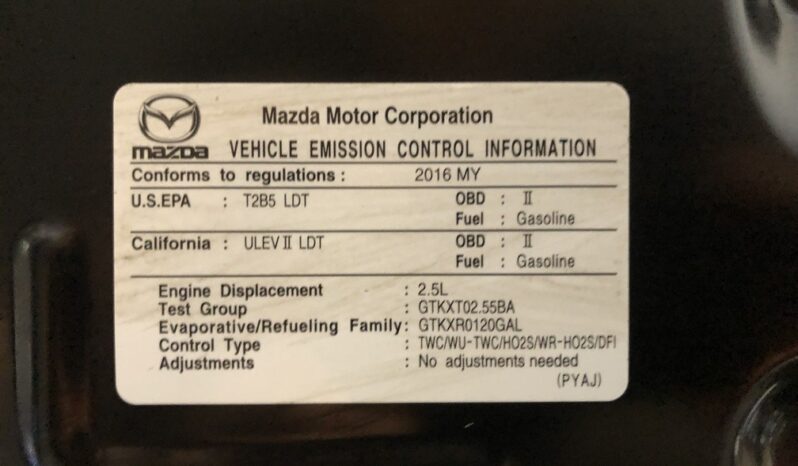 Mazda Motor Corporation
mazda VEHICLE EMISSION CONTROL INFORMATION
Conforms to regulations : 2016 MY
U.S.EPA : T2B5 LDT OBD : II
Fuel : Gasoline
California : ULEV II LDT OBD : II
Fuel : Gasoline
Engine Displacement : 2.5L
Test Group : GTKXT02.55BA
Evaporative/Refueling Family: GTKXR0120GAL
Control Type : TWC/WU-TWC/HO2S/WR-HO2S/DFI
Adjustments : No adjustments needed
(PYAJ)